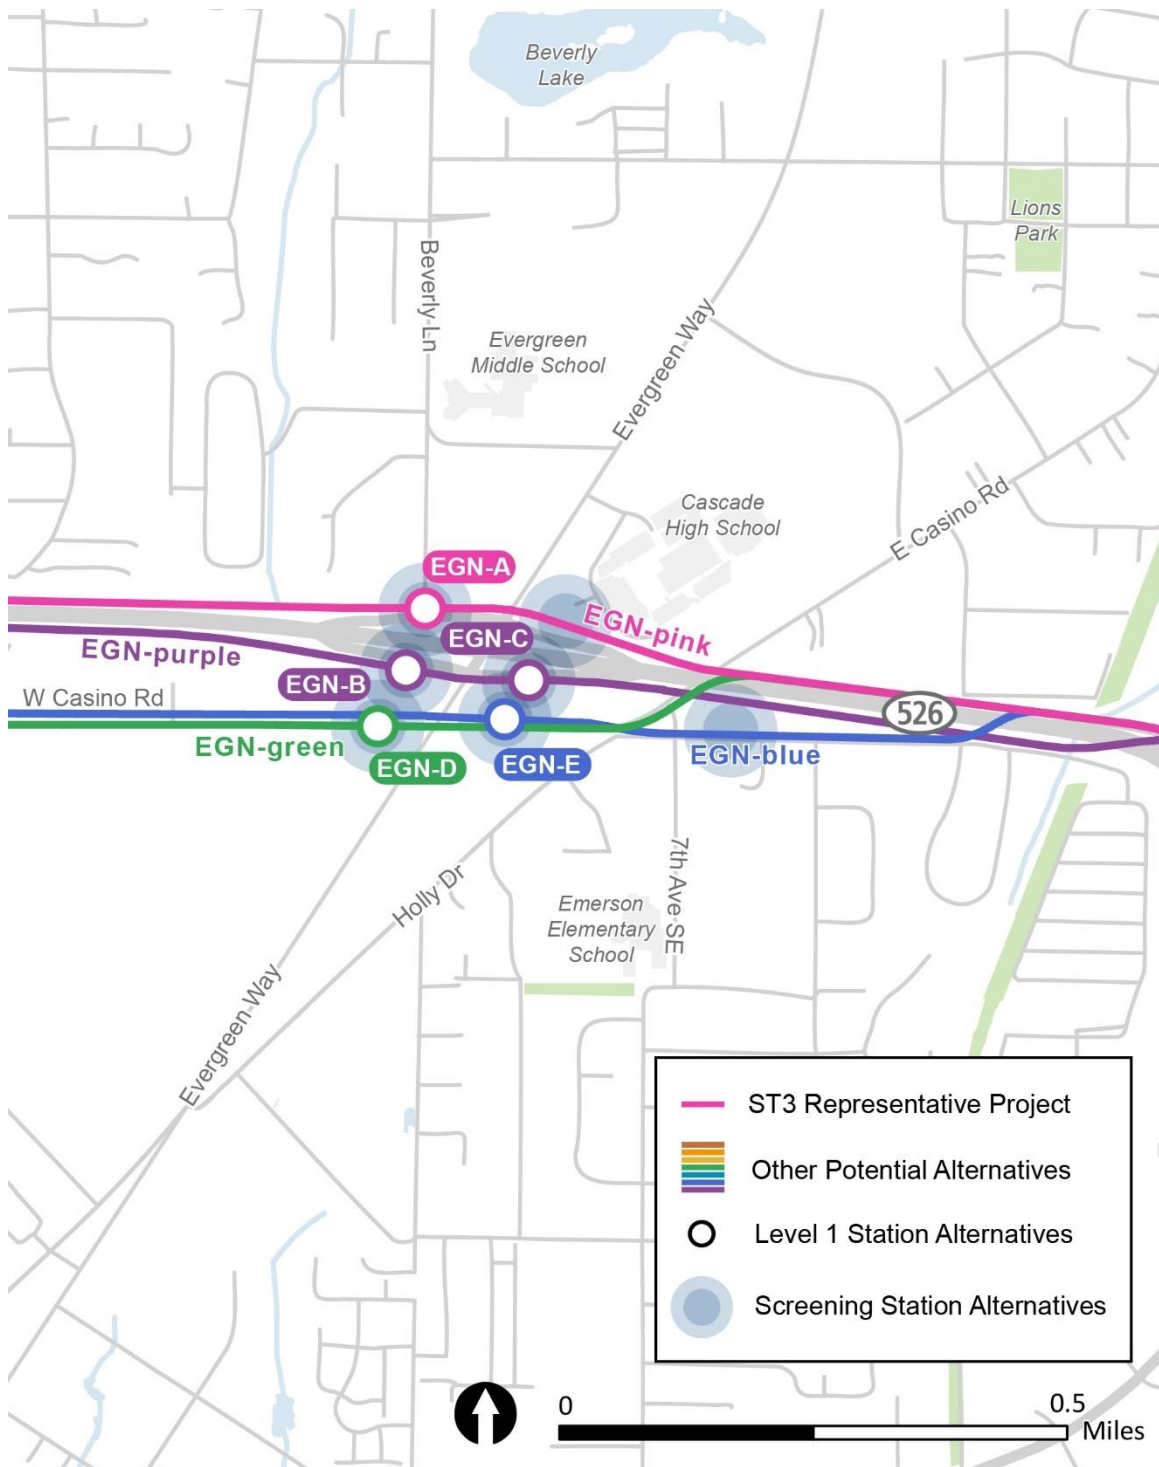 Beverly
Lake
Lions
Park
Beverly Ln
Evergreen
Middle School
Evergreen Way
Cascade
High School
E Casino Rd
EGN-A
EGN-pink
EGN-C
EGN-purple
EGN-B
W Casino Rd
526
EGN-green
EGN-D
EGN-E
EGN-blue
7th Ave SE
Holly Dr
Emerson
Elementary
School
Evergreen Way
ST3 Representative Project
Other Potential Alternatives
Level 1 Station Alternatives
Screening Station Alternatives
0
0.5
Miles